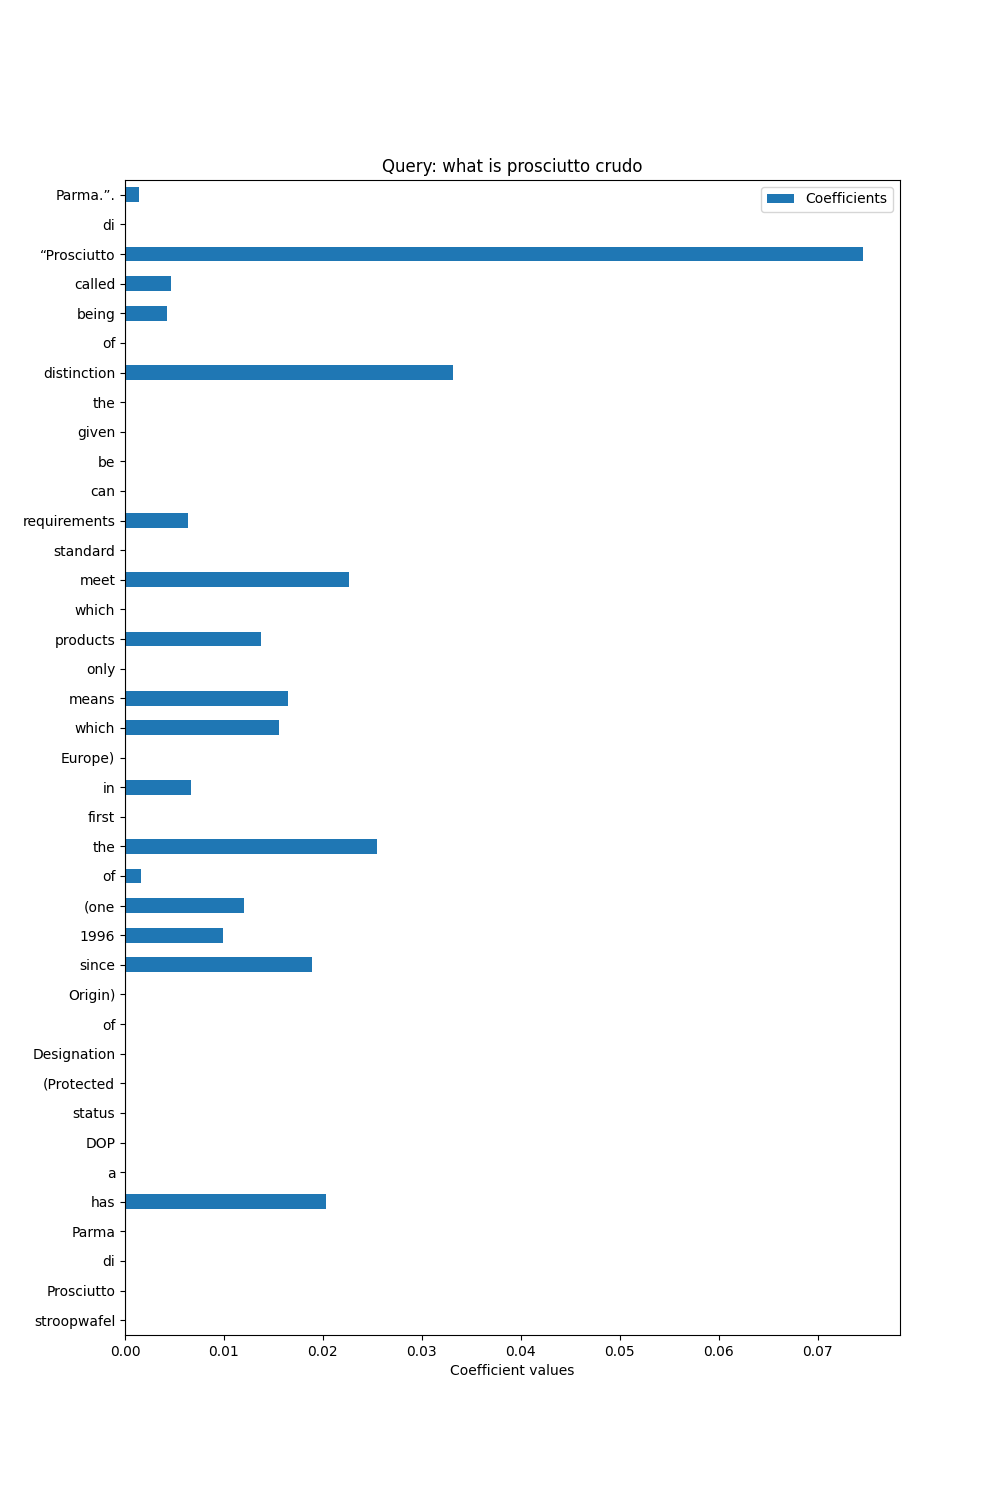 Query: what is prosciutto crudo
Coefficients
Parma.”.
di
“Prosciutto
called
being
of
distinction
the
given
be
can
requirements
standard
meet
which
products
only
means
which
Europe)
in
first
the
of
(one
1996
since
Origin)
of
Designation
(Protected
status
DOP
a
has
Parma
di
Prosciutto
stroopwafel
0.00 0.01 0.02 0.03 0.04 0.05 0.06 0.07
Coefficient values